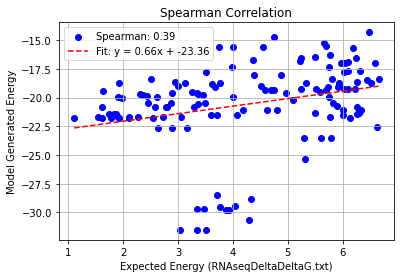 Spearman Correlation
Spearman: 0.39
Fit: y = 0.66x + -23.36
Model Generated Energy
−15.0
−17.5
−20.0
−22.5
−25.0
−27.5
−30.0
1 2 3 4 5 6
Expected Energy (RNAseqDeltaDeltaG.txt)